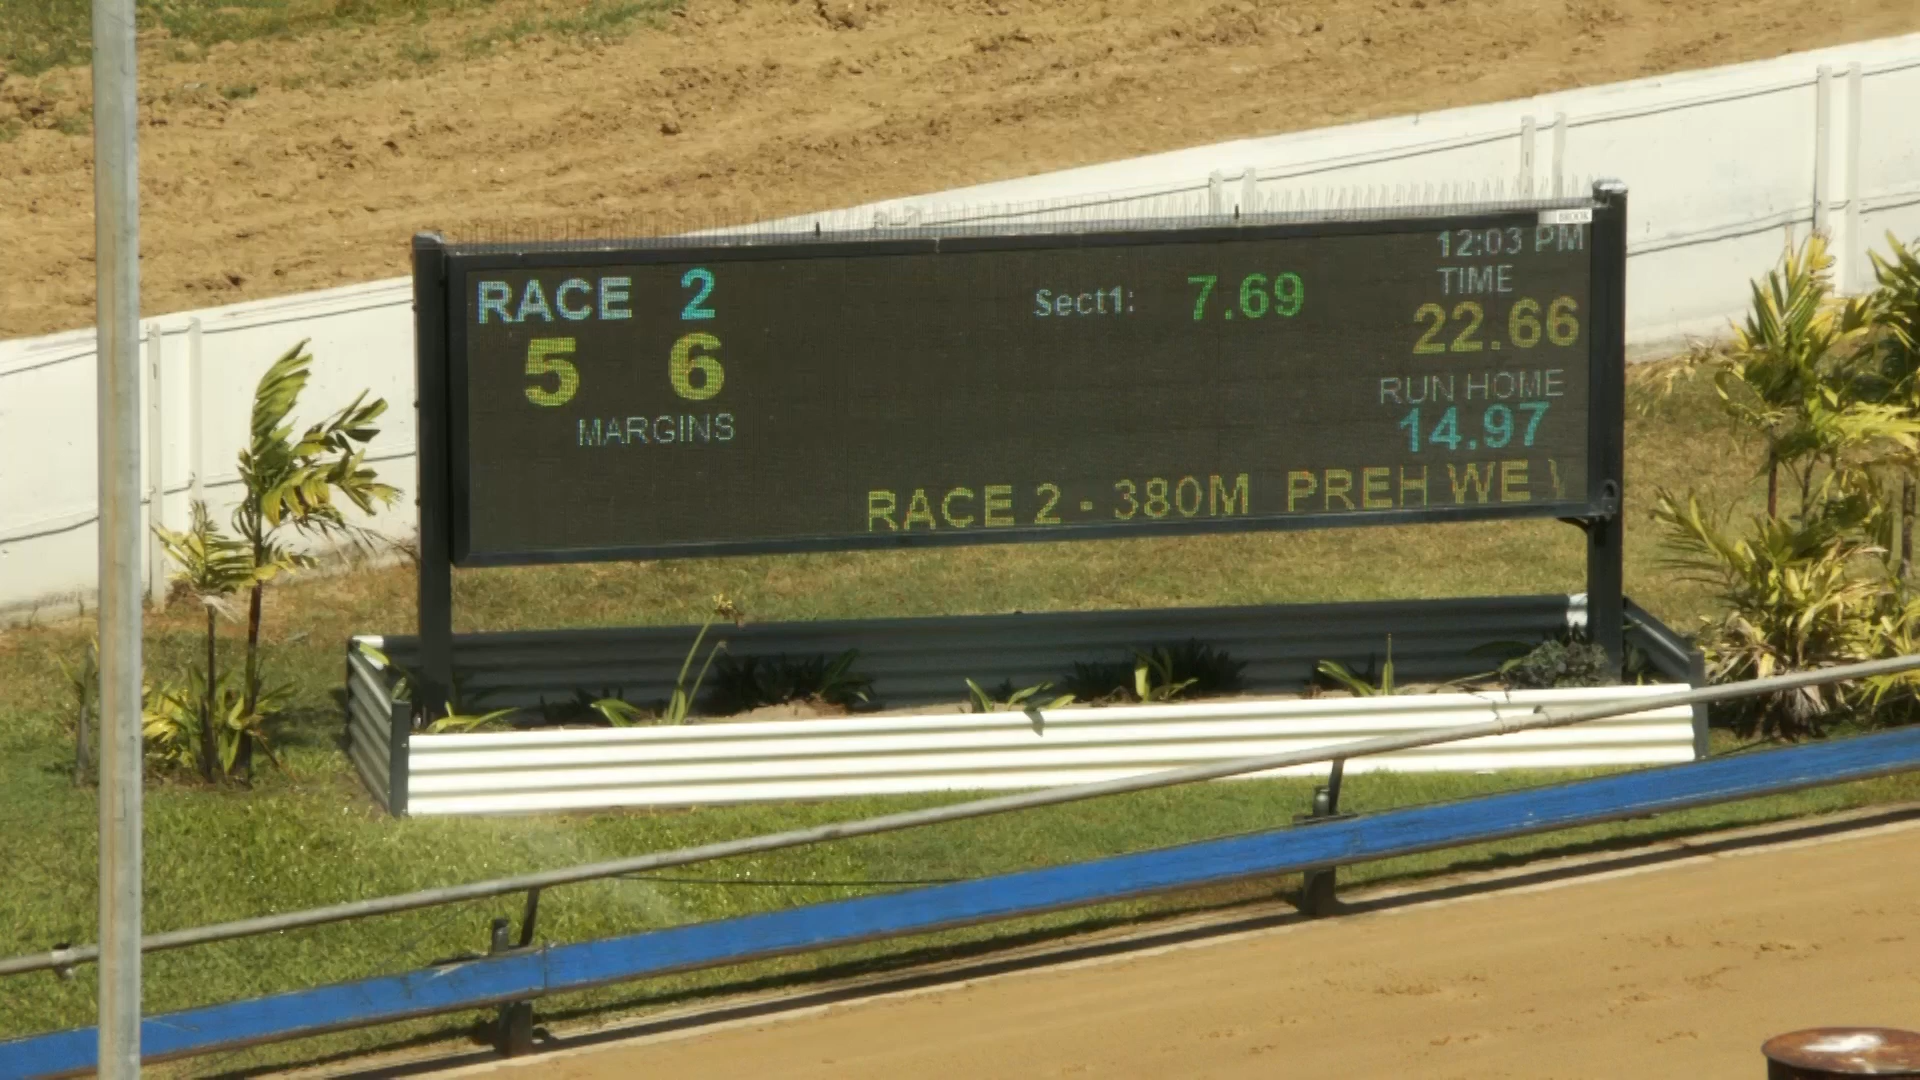 12:03 PM
RACE 2 Sect1: 7.69 TIME
5 6 22.66
MARGINS RUN HOME
14.97
RACE 2 - 380M PREH WE